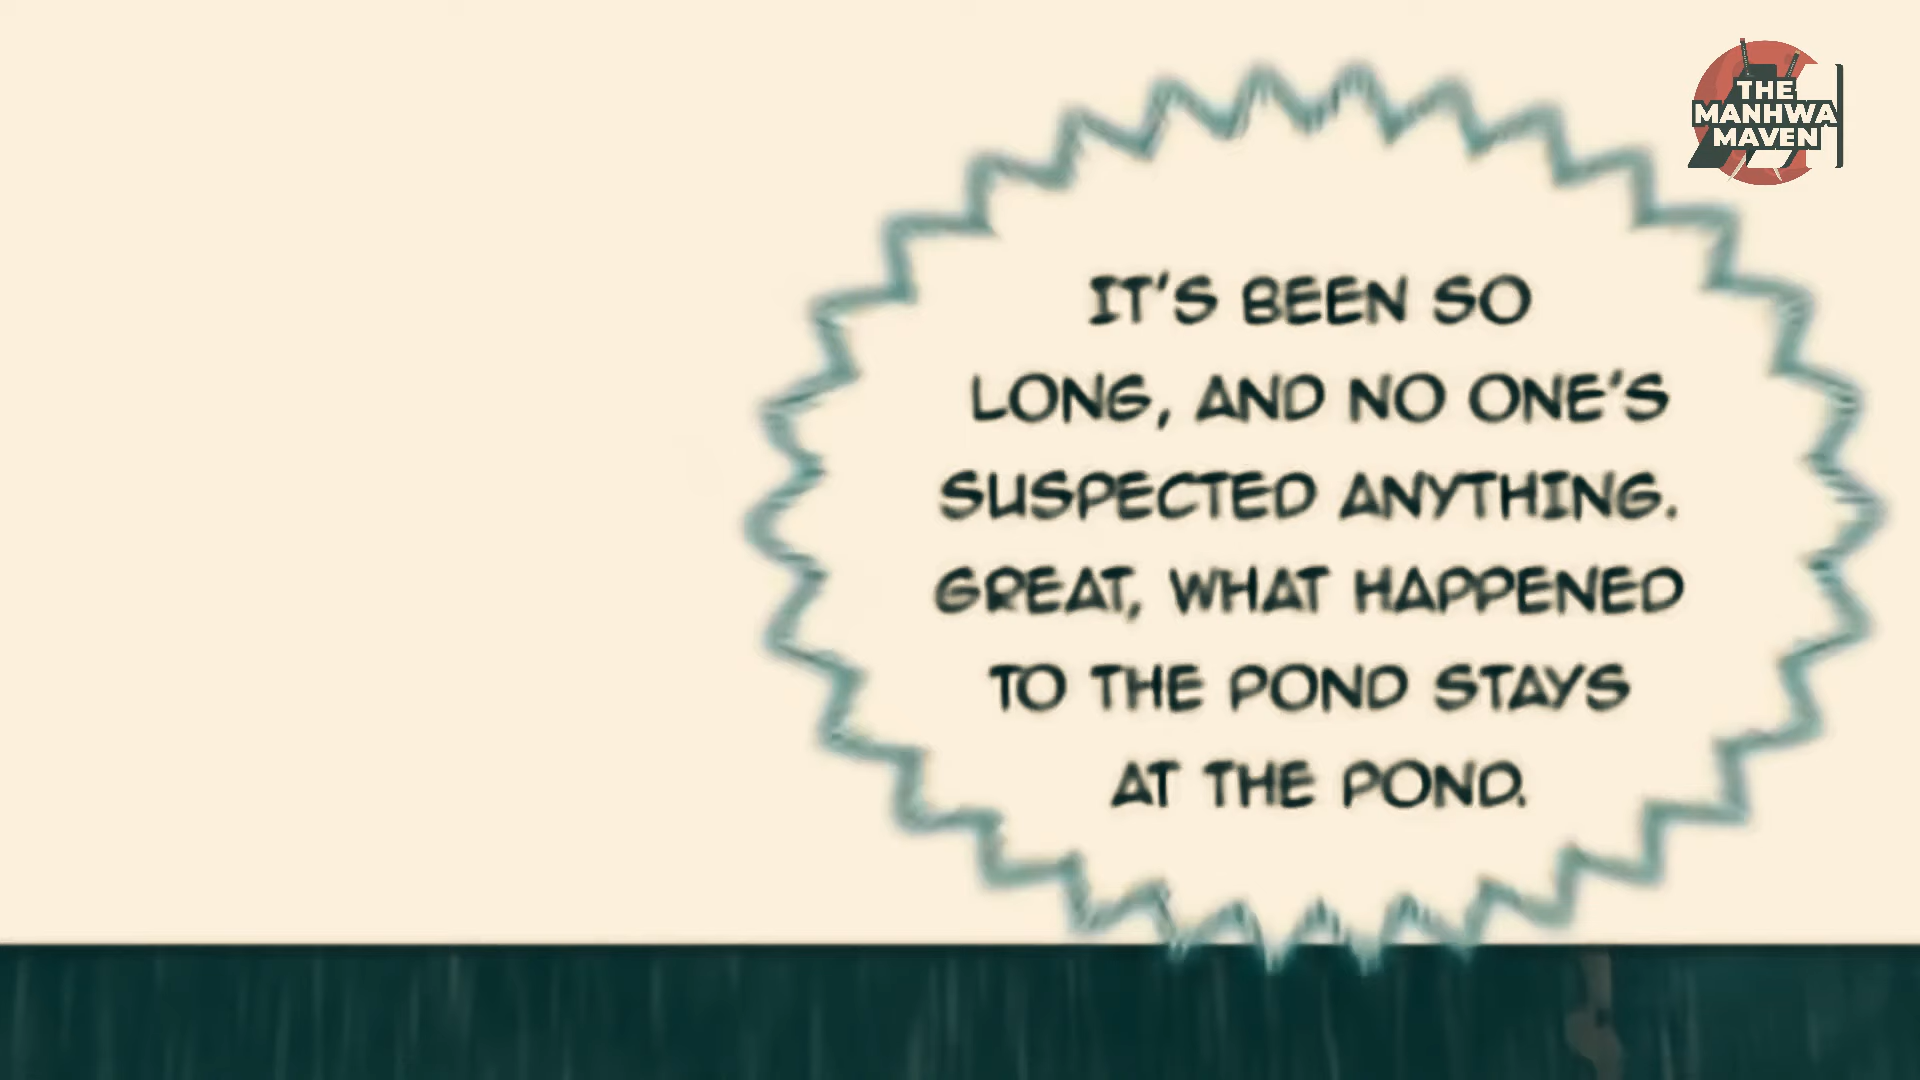 THE
MANHWA
MAVEN
IT'S BEEN SO
LONG, AND NO ONE'S
SUSPECTED ANYTHING.
GREAT, WHAT HAPPENED
TO THE POND STAYS
AT THE POND.